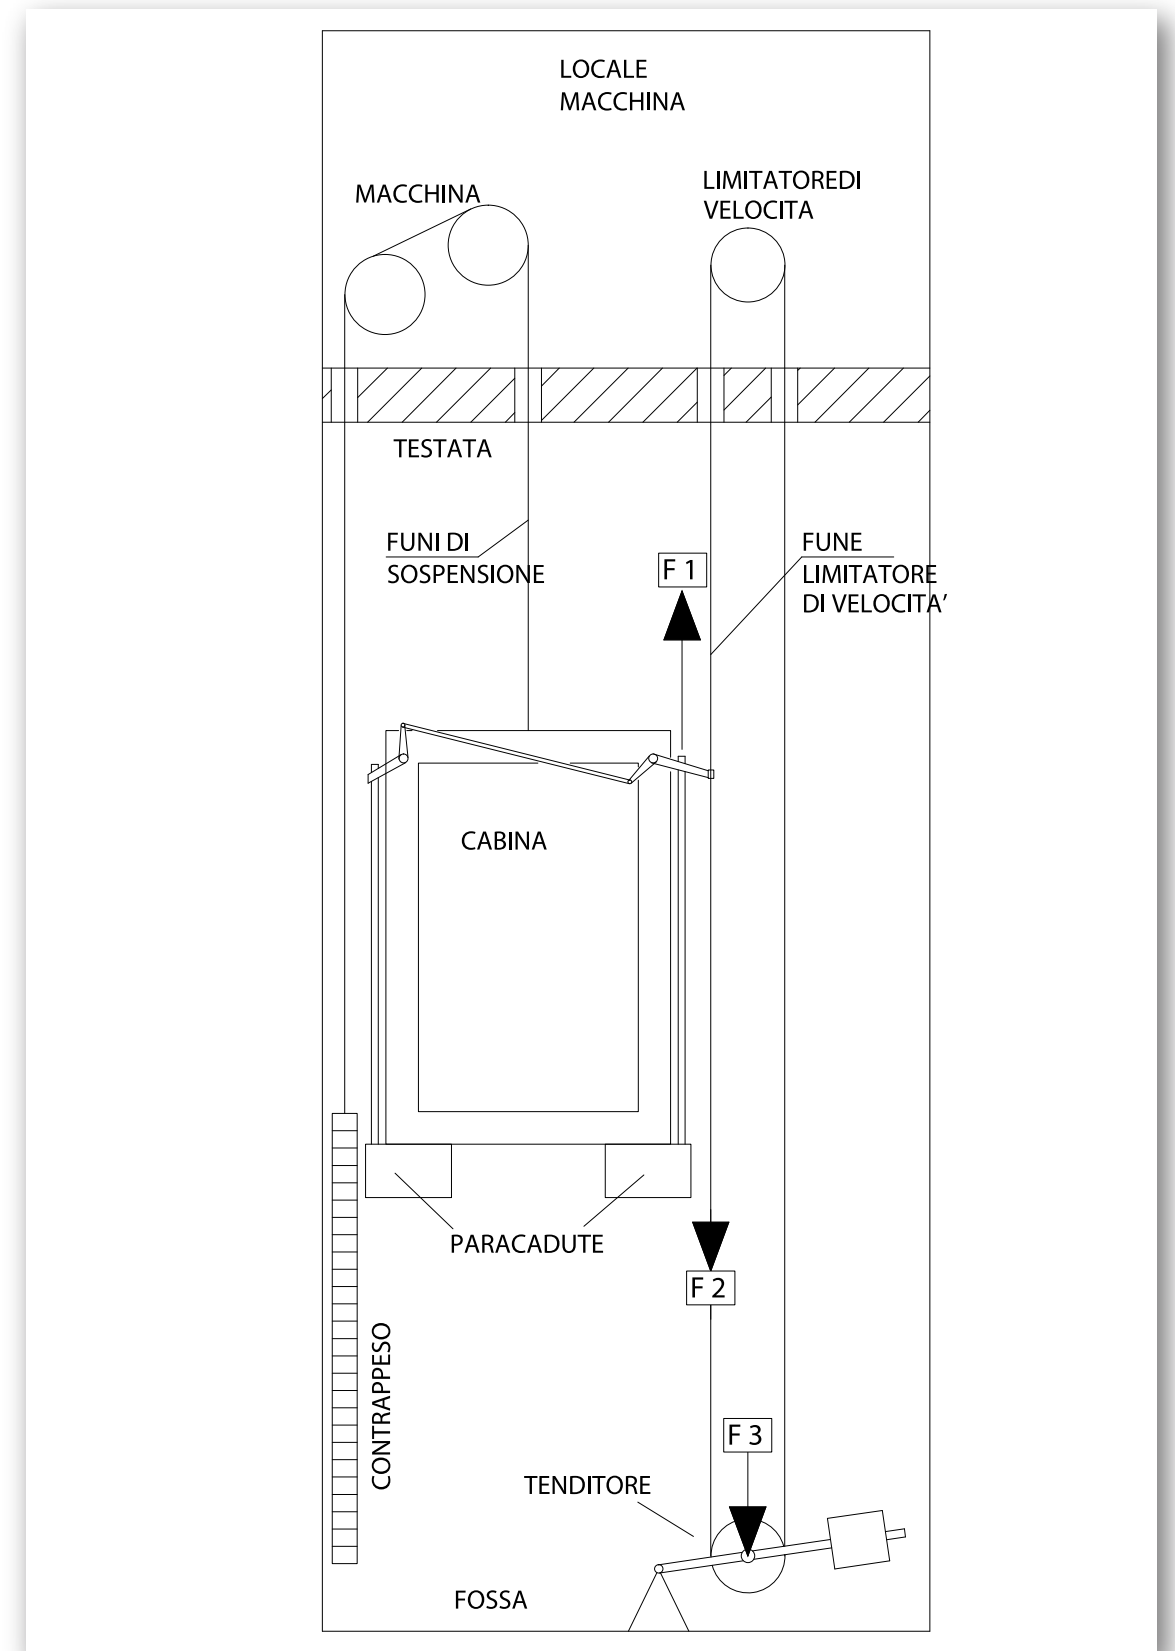 LOCALE
MACCHINA
MACCHINA
LIMITATOREDI
VELOCITA
TESTATA
FUNI DI
SOSPENSIONE
F 1
FUNE
LIMITATORE
DI VELOCITA'
CABINA
PARACADUTE
F 2
CONTRAPPESO
F 3
TENDITORE
FOSSA